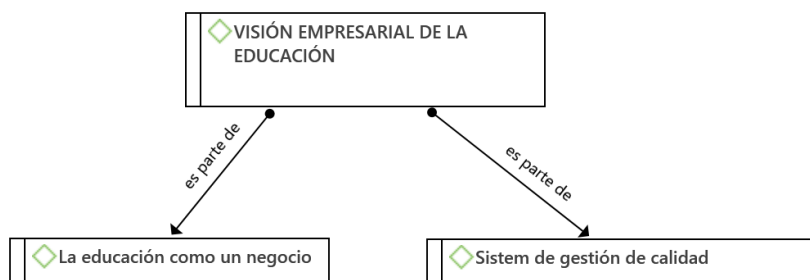 VISIÓN EMPRESARIAL DE LA
EDUCACIÓN
es parte de
es parte de
La educación como un negocio
Sistem de gestión de calidad